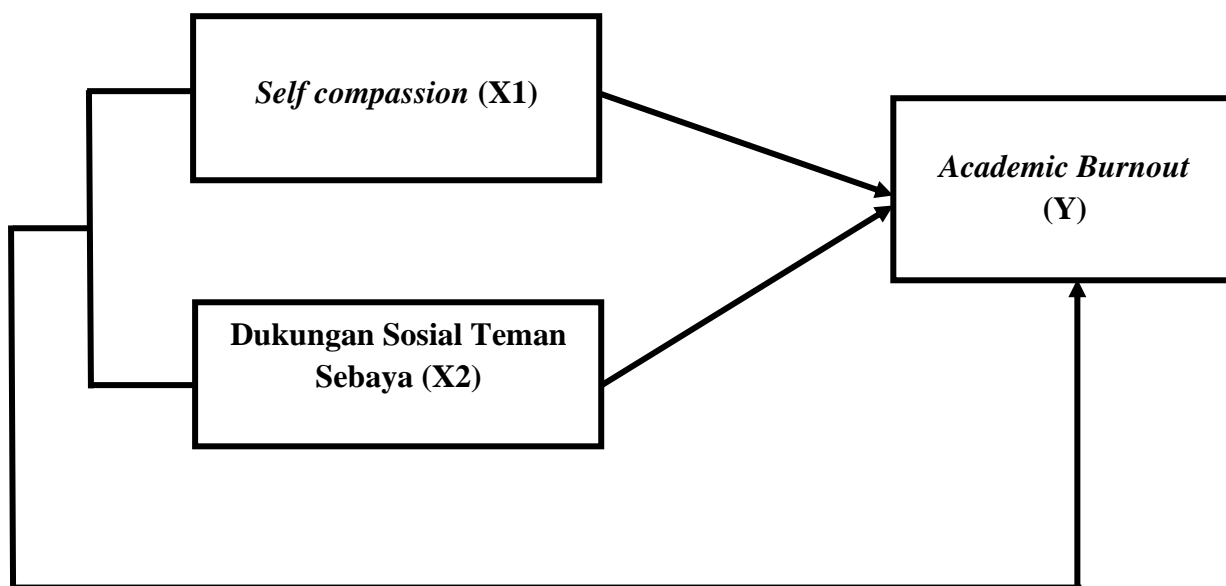 Self compassion (X1)
Academic Burnout
(Y)
Dukungan Sosial Teman
Sebaya (X2)